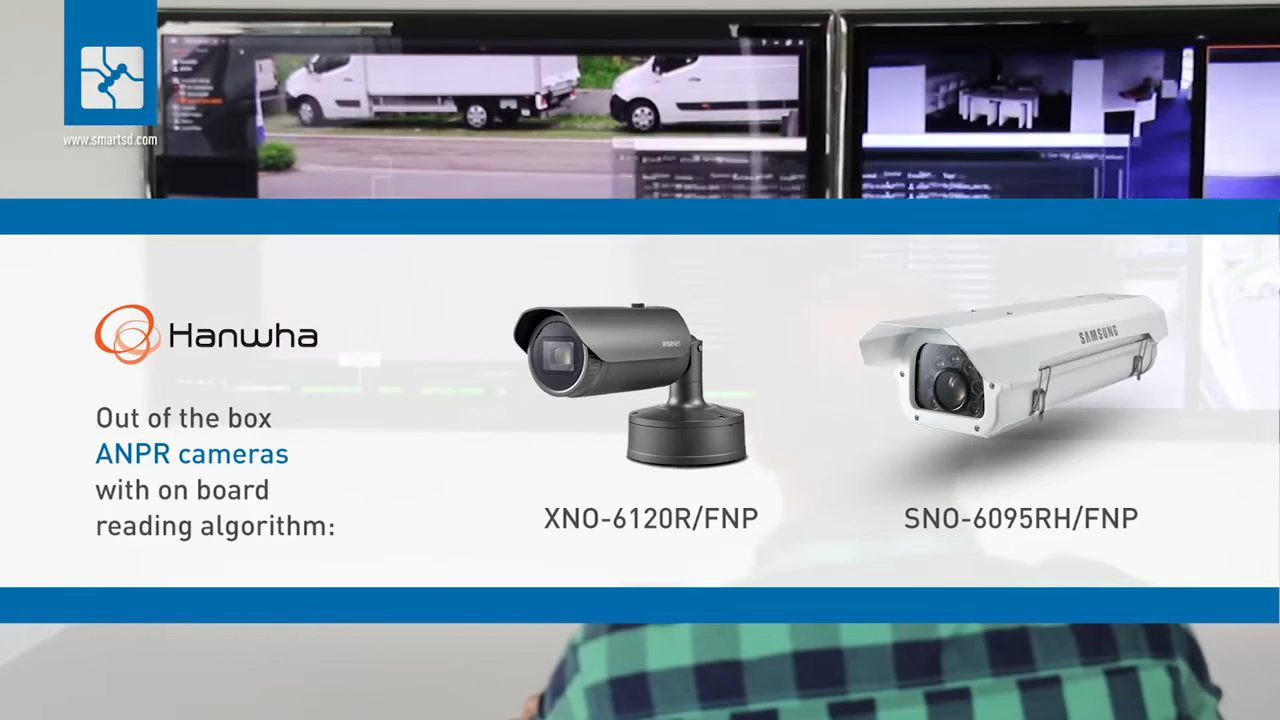 www.smartsd.com
Hanwha
Out of the box
ANPR cameras
with on board
reading algorithm:
WISENET
XNO-6120R/FNP
SAMSUNG
SNO-6095RH/FNP